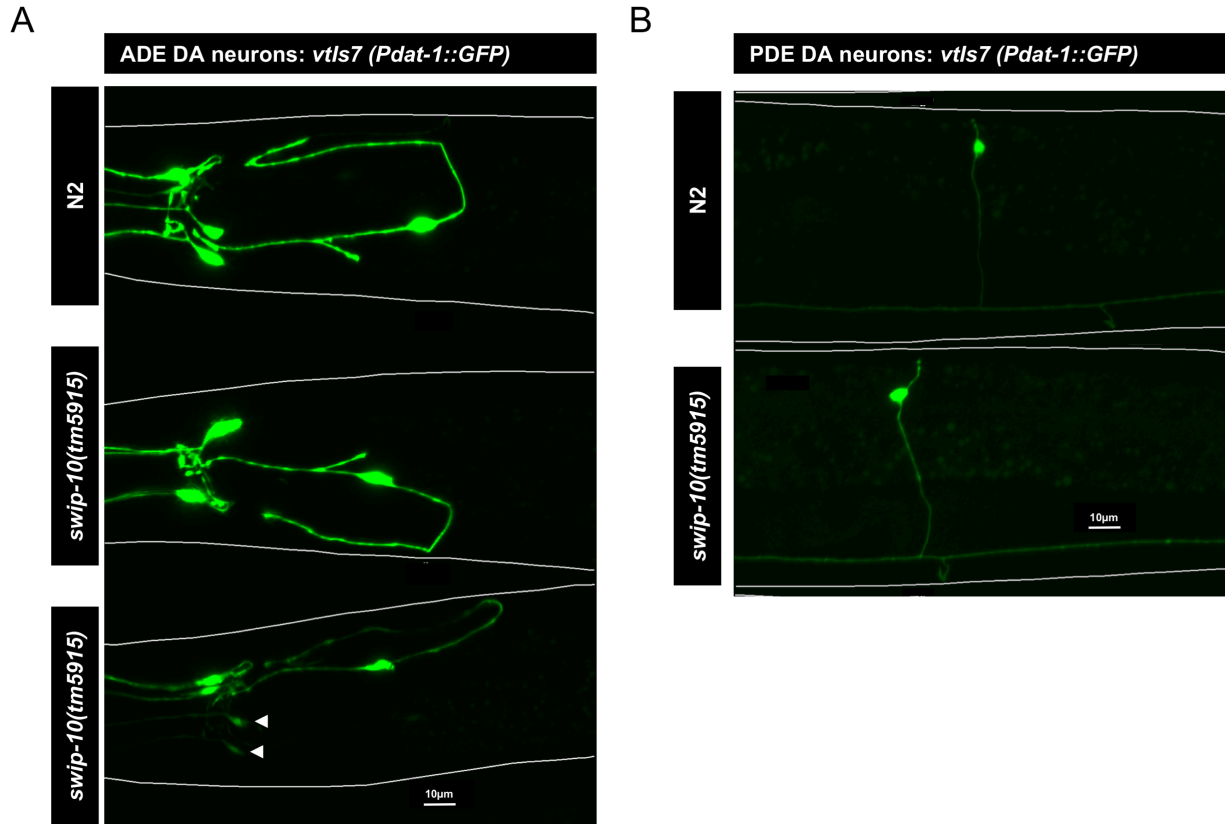 A
ADE DA neurons: vtIs7 (Pdat-1::GFP)
N2
swip-10(tm5915)
swip-10(tm5915)
10µm
B
PDE DA neurons: vtIs7 (Pdat-1::GFP)
N2
swip-10(tm5915)
10µm